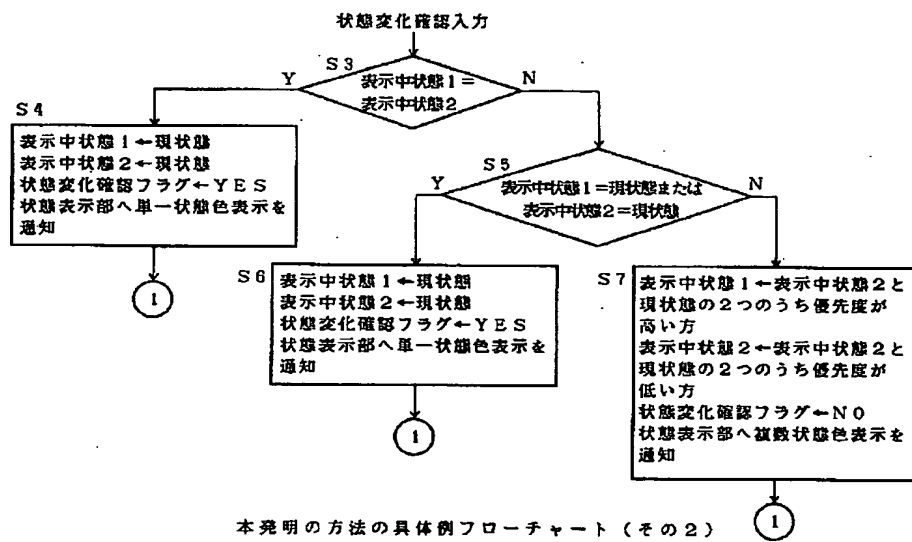 状態変化確認入力
S3
Y
N
表示中状態1=
表示中状態2
S4
表示中状態1←現状態
表示中状態2←現状態
状態変化確認フラグ←YES
状態表示部へ単一状態色表示を
通知
1
S5
Y
N
表示中状態1=現状態または
表示中状態2=現状態
S6
表示中状態1←現状態
表示中状態2←現状態
状態変化確認フラグ←YES
状態表示部へ単一状態色表示を
通知
1
S7
表示中状態1←表示中状態2と
現状態の2つのうち優先度が
高い方
表示中状態2←表示中状態2と
現状態の2つのうち優先度が
低い方
状態変化確認フラグ←NO
状態表示部へ複数状態色表示を
通知
1
本発明の方法の具体例フローチャート(その2)